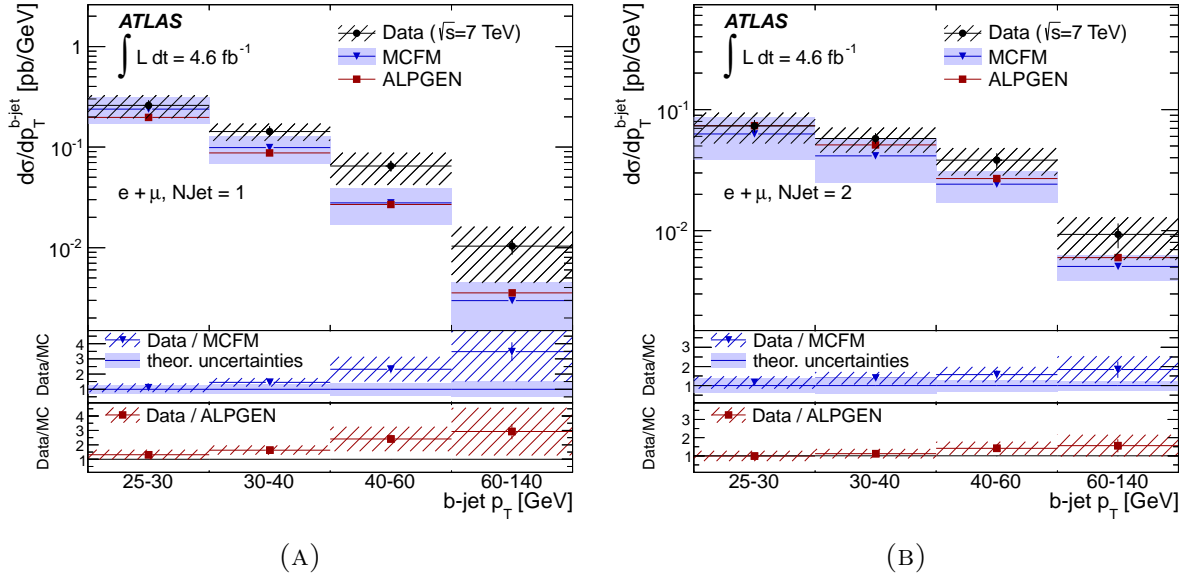 ATLAS
∫ L dt = 4.6 fb⁻¹
Data (√s=7 TeV)
MCFM
ALPGEN
e + μ, NJet = 1
dσ/dp_T^{b-jet} [pb/GeV]
1
10⁻¹
10⁻²
Data / MCFM
theor. uncertainties
Data/MC
4
3
2
1
Data / ALPGEN
Data/MC
4
3
2
1
25-30 30-40 40-60 60-140
b-jet p_T [GeV]
(A)
ATLAS
∫ L dt = 4.6 fb⁻¹
Data (√s=7 TeV)
MCFM
ALPGEN
e + μ, NJet = 2
dσ/dp_T^{b-jet} [pb/GeV]
1
10⁻¹
10⁻²
Data / MCFM
theor. uncertainties
Data/MC
3
2
1
Data / ALPGEN
Data/MC
3
2
1
25-30 30-40 40-60 60-140
b-jet p_T [GeV]
(B)